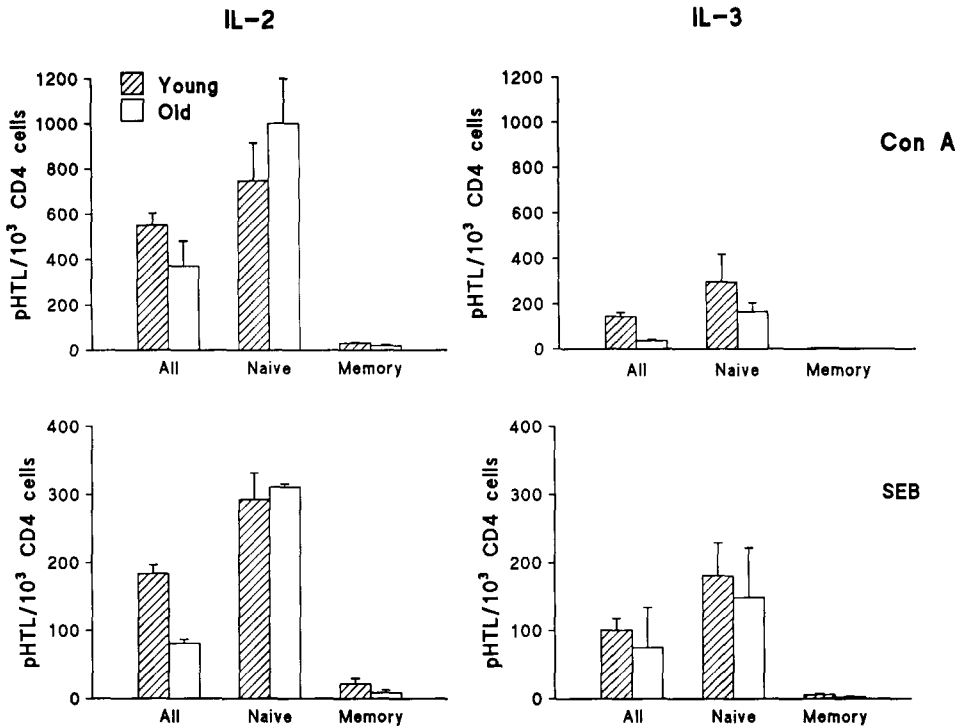 IL-2
IL-3
Young
Old
pHTL/10³ CD4 cells
1200
1000
800
600
400
200
0
All Naive Memory
pHTL/10³ CD4 cells
1200
1000
800
600
400
200
0
All Naive Memory
Con A
pHTL/10³ CD4 cells
400
300
200
100
0
All Naive Memory
pHTL/10³ CD4 cells
400
300
200
100
0
All Naive Memory
SEB